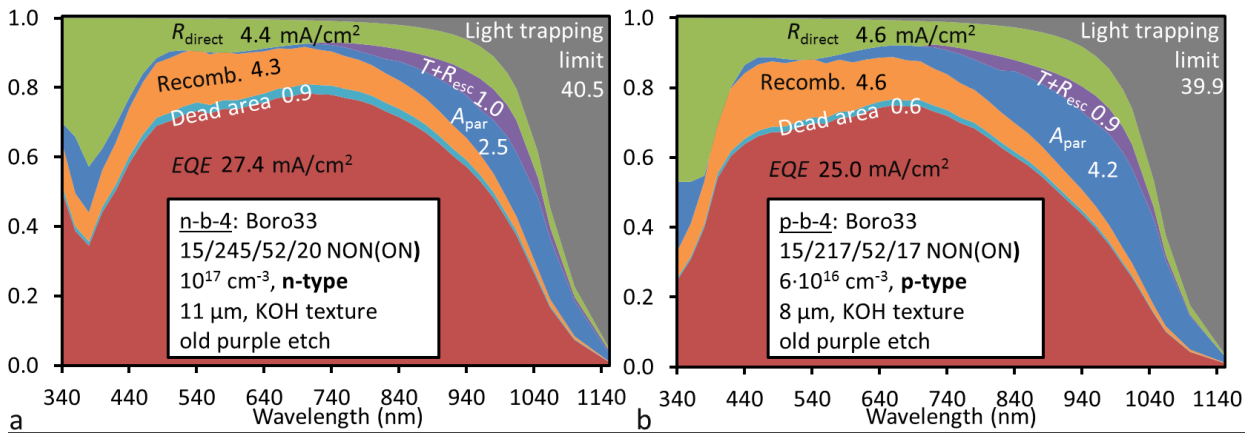 1.0
0.8
0.6
0.4
0.2
0.0
R_direct 4.4 mA/cm²
Light trapping
limit
40.5
Recomb. 4.3
T+R_esc 1.0
Dead area 0.9
A_par
2.5
EQE 27.4 mA/cm²
n-b-4: Boro33
15/245/52/20 NON(ON)
10¹⁷ cm⁻³, n-type
11 µm, KOH texture
old purple etch
340 440 540 640 740 840 940 1040 1140
Wavelength (nm)
a
1.0
0.8
0.6
0.4
0.2
0.0
R_direct 4.6 mA/cm²
Light trapping
limit
39.9
Recomb. 4.6
T+R_esc 0.9
Dead area 0.6
A_par
4.2
EQE 25.0 mA/cm²
p-b-4: Boro33
15/217/52/17 NON(ON)
6·10¹⁶ cm⁻³, p-type
8 µm, KOH texture
old purple etch
340 440 540 640 740 840 940 1040 1140
Wavelength (nm)
b